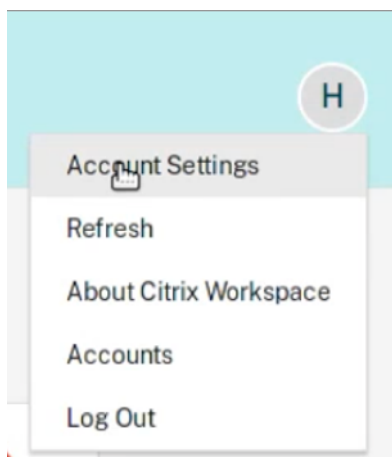 H
Account Settings
Refresh
About Citrix Workspace
Accounts
Log Out